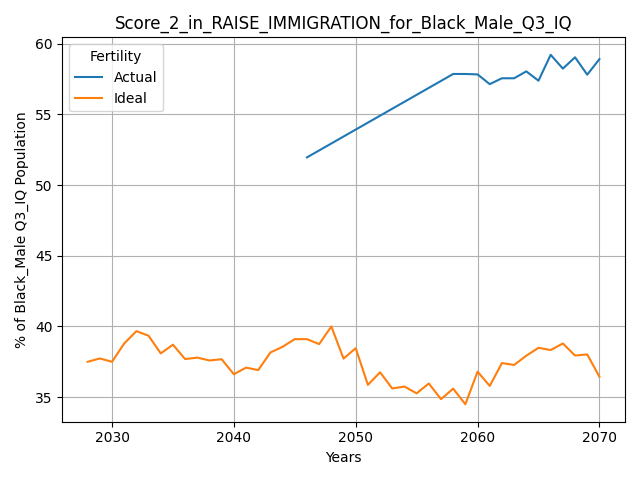 Score_2_in_RAISE_IMMIGRATION_for_Black_Male_Q3_IQ
Fertility
Actual
Ideal
% of Black_Male Q3_IQ Population
60
55
50
45
40
35
2030
2040
2050
2060
2070
Years